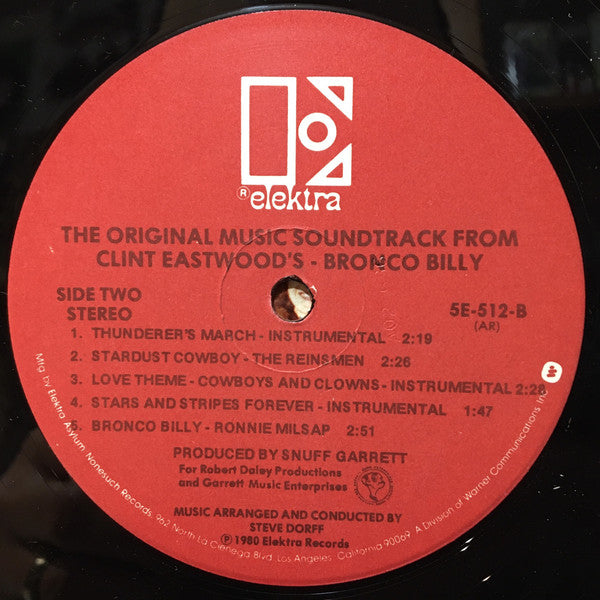 ® elektra
THE ORIGINAL MUSIC SOUNDTRACK FROM
CLINT EASTWOOD'S - BRONCO BILLY
SIDE TWO
STEREO
5E-512-B
(AR)
1. THUNDERER'S MARCH - INSTRUMENTAL 2:19
2. STARDUST COWBOY - THE REINSMEN 2:26
3. LOVE THEME - COWBOYS AND CLOWNS - INSTRUMENTAL 2:28
4. STARS AND STRIPES FOREVER - INSTRUMENTAL 1:47
5. BRONCO BILLY - RONNIE MILSAP 2:51
PRODUCED BY SNUFF GARRETT
For Robert Daley Productions
and Garrett Music Enterprises
MUSIC ARRANGED AND CONDUCTED BY
STEVE DORFF
℗ 1980 Elektra Records
Mfg. by Elektra/Asylum/Nonesuch Records, 962 North La Cienega Blvd., Los Angeles, California 90069. A Division of Warner Communications Inc.